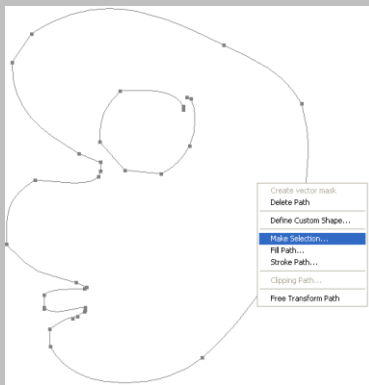 Create vector mask
Delete Path
Define Custom Shape...
Make Selection...
Fill Path...
Stroke Path...
Clipping Path...
Free Transform Path